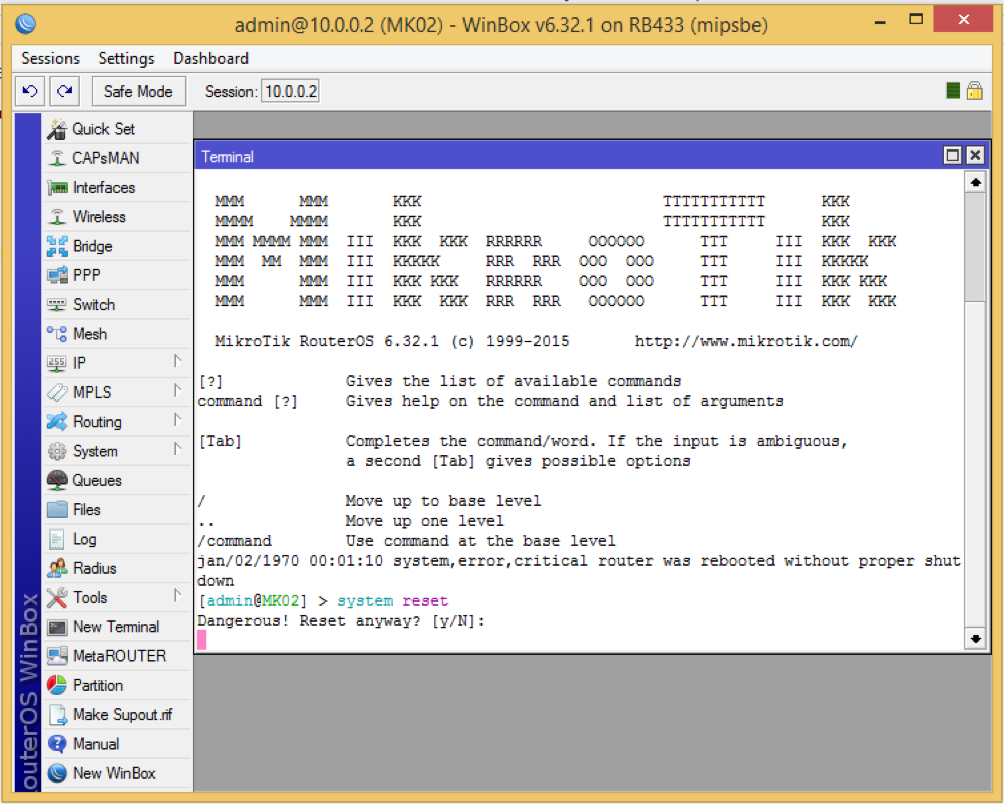 admin@10.0.0.2 (MK02) - WinBox v6.32.1 on RB433 (mipsbe)
Sessions Settings Dashboard
Safe Mode Session: 10.0.0.2
Quick Set
CAPsMAN
Interfaces
Wireless
Bridge
PPP
Switch
Mesh
IP
MPLS
Routing
System
Queues
Files
Log
Radius
Tools
New Terminal
MetaROUTER
Partition
Make Supout.rif
Manual
New WinBox
outerOS WinBox
Terminal
MMM      MMM       KKK                          TTTTTTTTTTT      KKK
MMMM    MMMM       KKK                          TTTTTTTTTTT      KKK
MMM MMMM MMM  III  KKK  KKK  RRRRRR     OOOOOO      TTT     III  KKK  KKK
MMM  MM  MMM  III  KKKKK     RRR  RRR  OOO  OOO     TTT     III  KKKKK
MMM      MMM  III  KKK KKK   RRRRRR    OOO  OOO     TTT     III  KKK KKK
MMM      MMM  III  KKK  KKK  RRR  RRR   OOOOOO      TTT     III  KKK  KKK
MikroTik RouterOS 6.32.1 (c) 1999-2015       http://www.mikrotik.com/
[?]             Gives the list of available commands
command [?]     Gives help on the command and list of arguments
[Tab]           Completes the command/word. If the input is ambiguous,
a second [Tab] gives possible options
/               Move up to base level
..              Move up one level
/command        Use command at the base level
jan/02/1970 00:01:10 system,error,critical router was rebooted without proper shut
down
[admin@MK02] > system reset
Dangerous! Reset anyway? [y/N]: